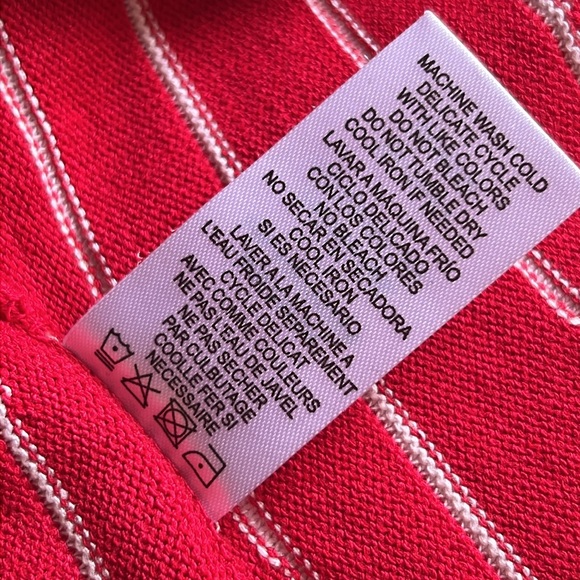 MACHINE WASH COLD
DELICATE CYCLE
WITH LIKE COLORS
DO NOT BLEACH
DO NOT TUMBLE DRY
COOL IRON IF NEEDED
LAVAR A MAQUINA FRIO
CICLO DELICADO
CON LOS COLORES
NO BLEACH
NO SECAR EN SECADORA
COOL IRON
SI ES NECESARIO
LAVER A LA MACHINE A
L'EAU FROIDE SEPAREMENT
CYCLE DELICAT
AVEC COMME COULEURS
NE PAS L'EAU DE JAVEL
NE PAS SECHER
PAR CULBUTAGE
COOLLETER SI
NECESSAIRE